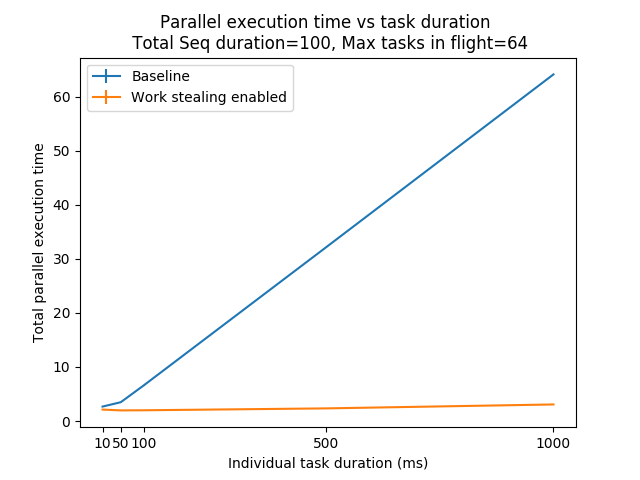 Parallel execution time vs task duration
Total Seq duration=100, Max tasks in flight=64
Baseline
Work stealing enabled
Total parallel execution time
60
50
40
30
20
10
0
10 50 100 500 1000
Individual task duration (ms)